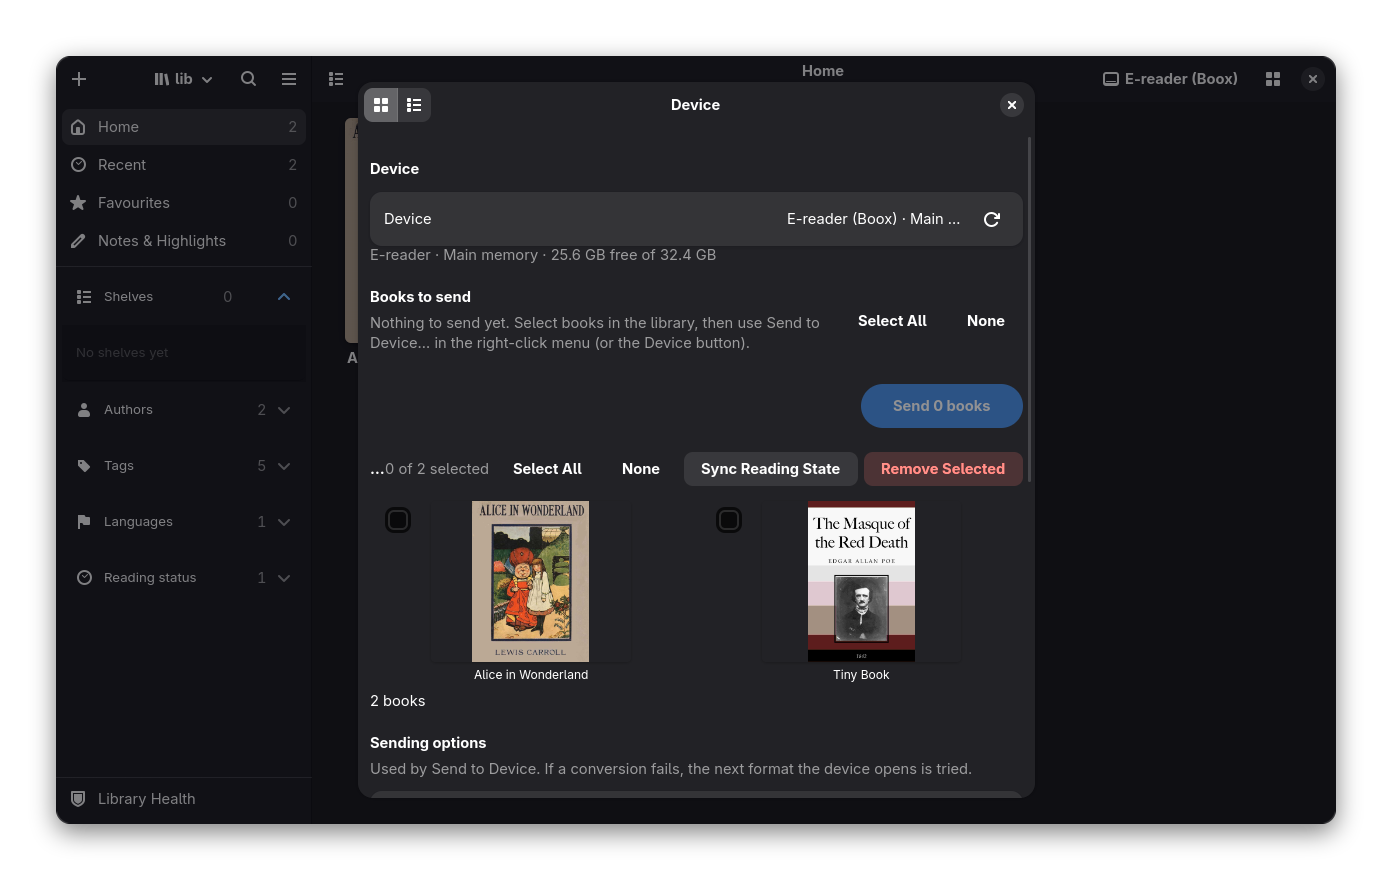 lib
Home
E-reader (Boox)
Home 2
Recent 2
Favourites 0
Notes & Highlights 0
Shelves 0
No shelves yet
Authors 2
Tags 5
Languages 1
Reading status 1
Library Health
A
Device
Device
Device E-reader (Boox) · Main ...
E-reader · Main memory · 25.6 GB free of 32.4 GB
Books to send
Nothing to send yet. Select books in the library, then use Send to
Device… in the right-click menu (or the Device button).
Select All None
Send 0 books
...0 of 2 selected Select All None Sync Reading State Remove Selected
ALICE IN WONDERLAND
LEWIS CARROLL
Alice in Wonderland
The Masque of
the Red Death
EDGAR ALLAN POE
1842
Tiny Book
2 books
Sending options
Used by Send to Device. If a conversion fails, the next format the device opens is tried.